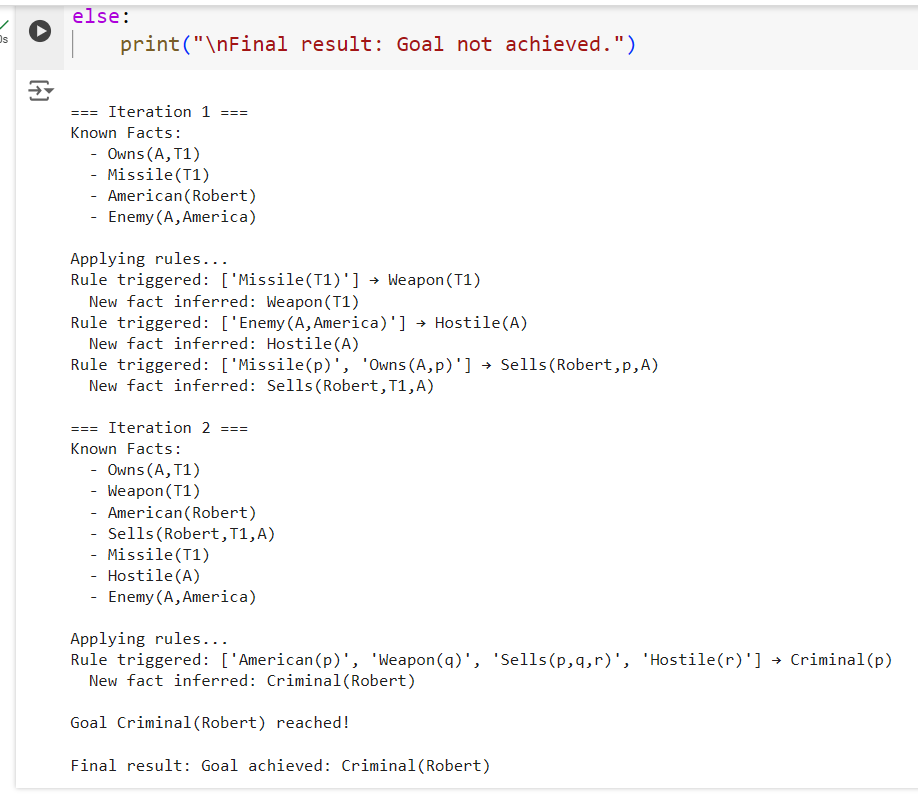 else:
    print("\nFinal result: Goal not achieved.")
0s
=== Iteration 1 ===
Known Facts:
  - Owns(A,T1)
  - Missile(T1)
  - American(Robert)
  - Enemy(A,America)

Applying rules...
Rule triggered: ['Missile(T1)'] → Weapon(T1)
  New fact inferred: Weapon(T1)
Rule triggered: ['Enemy(A,America)'] → Hostile(A)
  New fact inferred: Hostile(A)
Rule triggered: ['Missile(p)', 'Owns(A,p)'] → Sells(Robert,p,A)
  New fact inferred: Sells(Robert,T1,A)

=== Iteration 2 ===
Known Facts:
  - Owns(A,T1)
  - Weapon(T1)
  - American(Robert)
  - Sells(Robert,T1,A)
  - Missile(T1)
  - Hostile(A)
  - Enemy(A,America)

Applying rules...
Rule triggered: ['American(p)', 'Weapon(q)', 'Sells(p,q,r)', 'Hostile(r)'] → Criminal(p)
  New fact inferred: Criminal(Robert)

Goal Criminal(Robert) reached!

Final result: Goal achieved: Criminal(Robert)